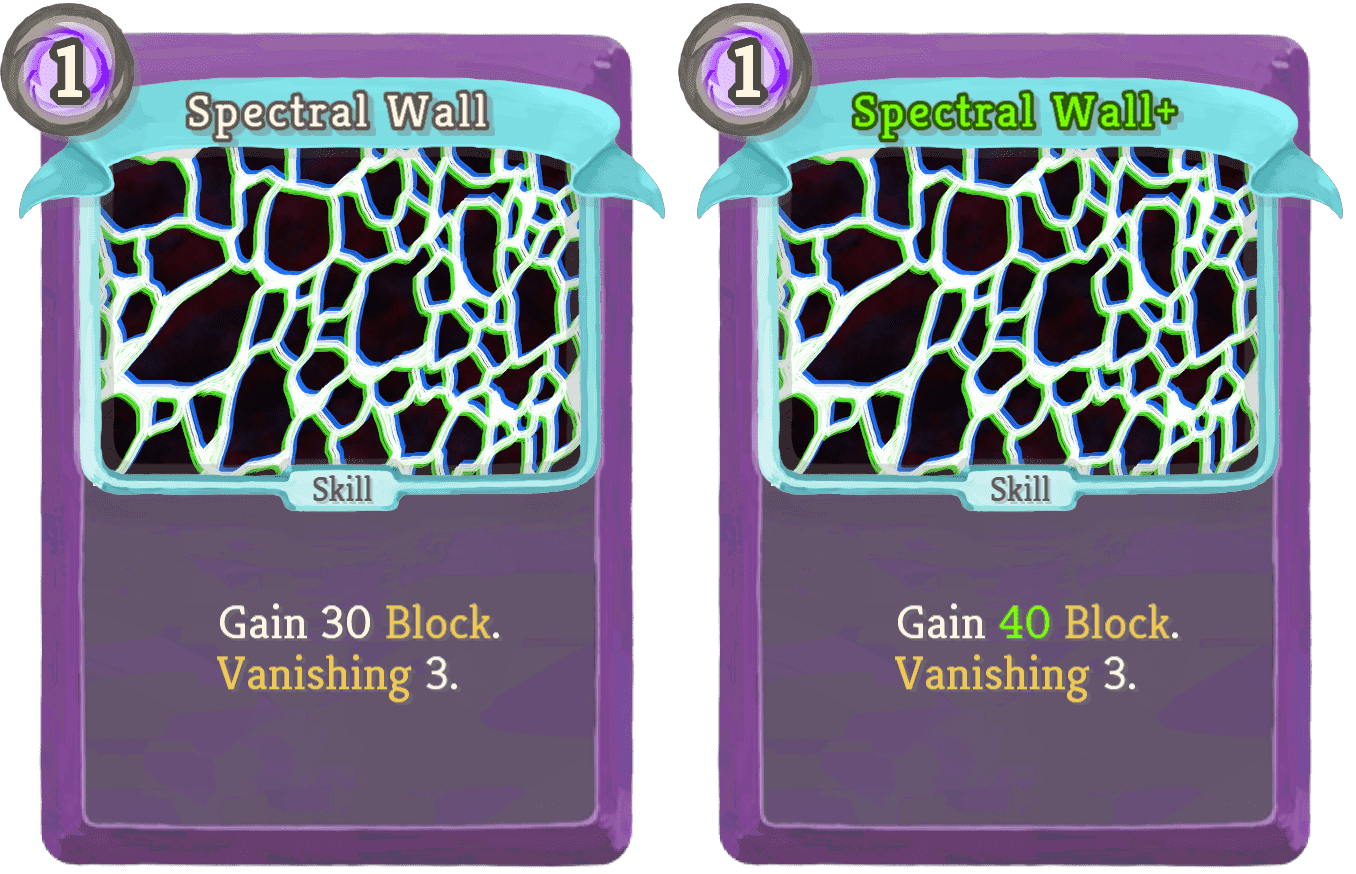 1
Spectral Wall
Skill
Gain 30 Block.
Vanishing 3.
1
Spectral Wall+
Skill
Gain 40 Block.
Vanishing 3.